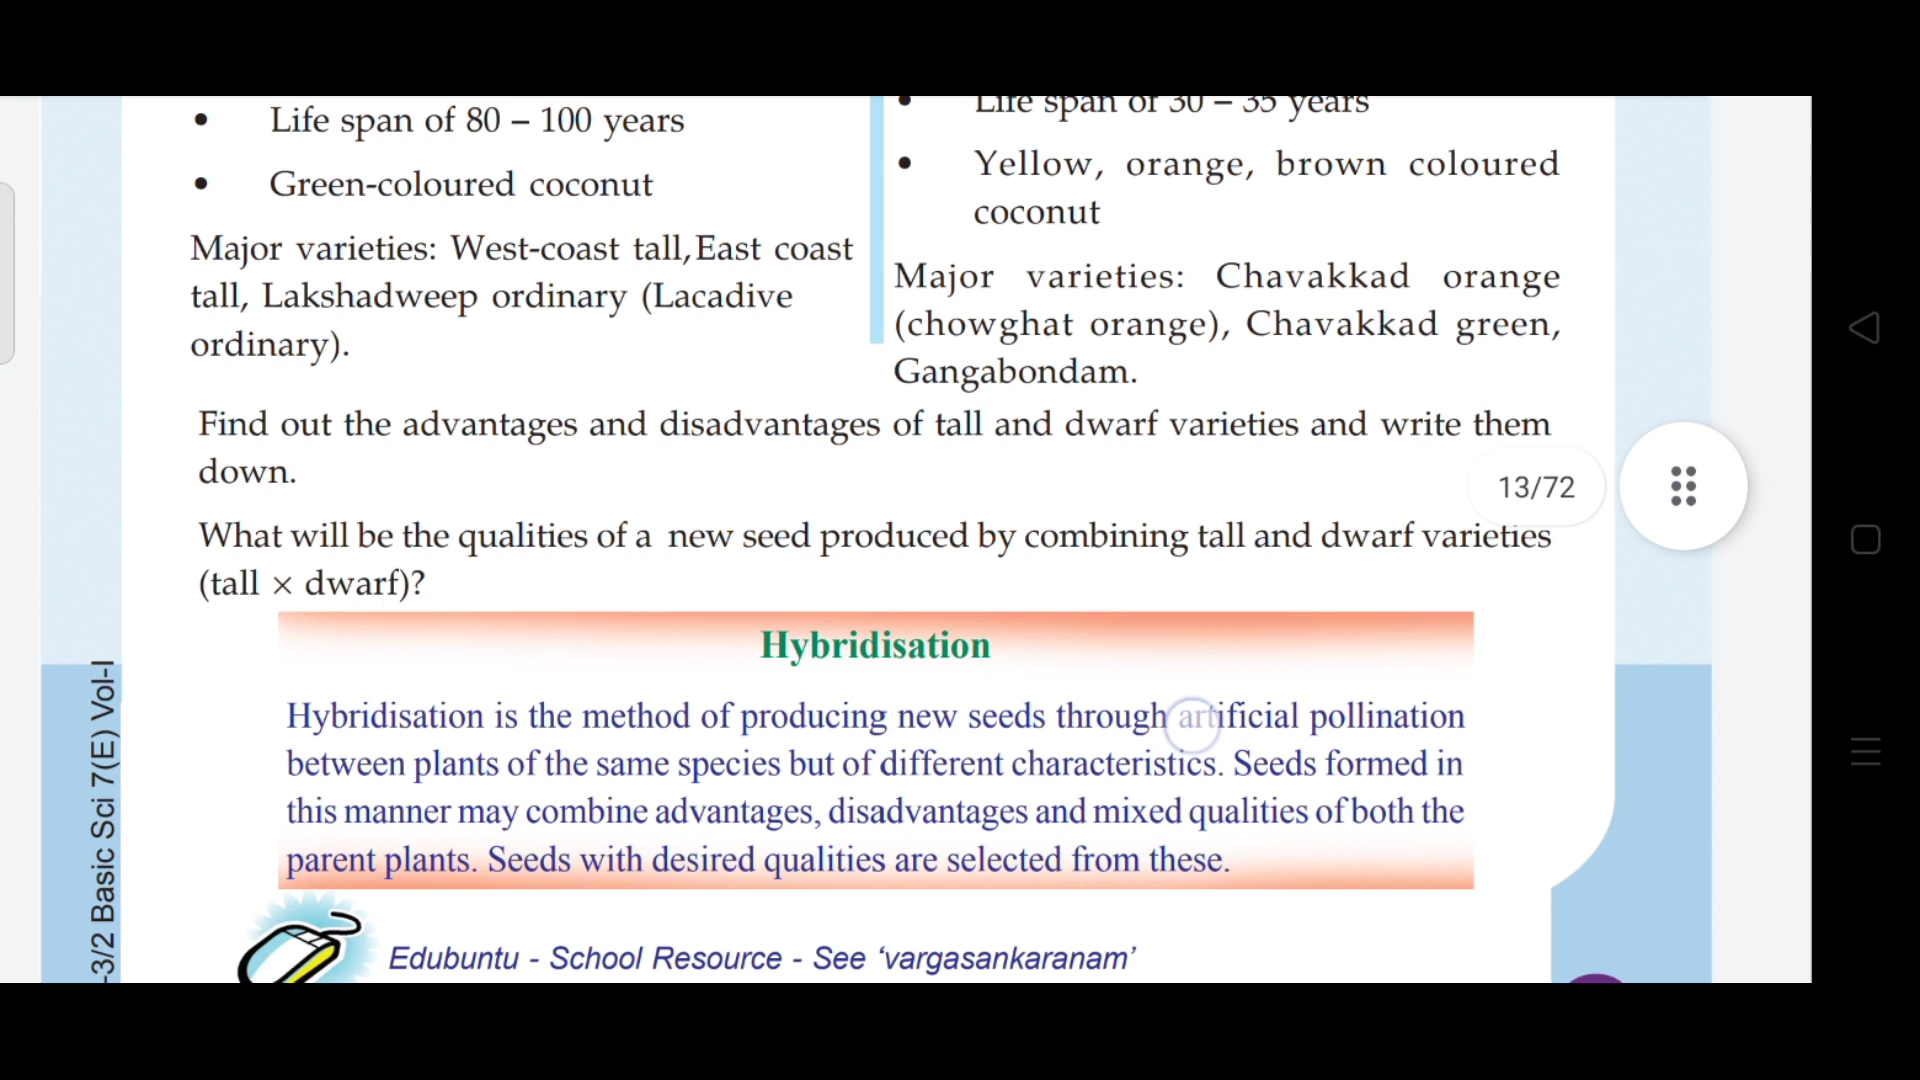 • Life span of 80 – 100 years
• Green-coloured coconut
Major varieties: West-coast tall,East coast
tall, Lakshadweep ordinary (Lacadive
ordinary).
• Life span of 30 – 35 years
• Yellow, orange, brown coloured
coconut
Major varieties: Chavakkad orange
(chowghat orange), Chavakkad green,
Gangabondam.
Find out the advantages and disadvantages of tall and dwarf varieties and write them
down.
13/72
What will be the qualities of a new seed produced by combining tall and dwarf varieties
(tall × dwarf)?
Hybridisation
Hybridisation is the method of producing new seeds through artificial pollination
between plants of the same species but of different characteristics. Seeds formed in
this manner may combine advantages, disadvantages and mixed qualities of both the
parent plants. Seeds with desired qualities are selected from these.
Edubuntu - School Resource - See ‘vargasankaranam’
-3/2 Basic Sci 7(E) Vol-I